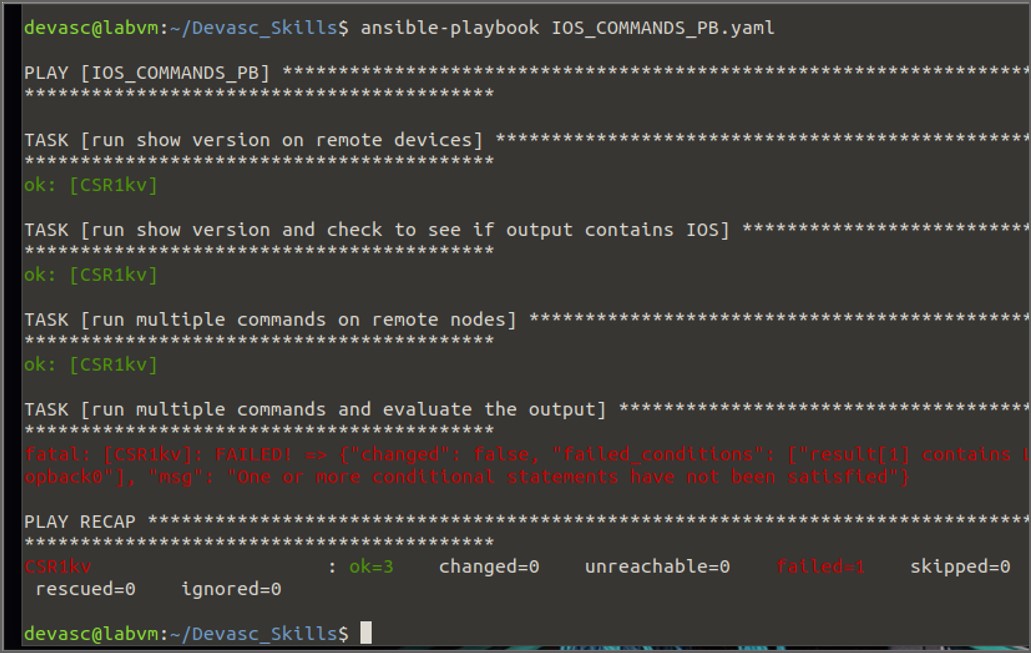 devasc@labvm:~/Devasc_Skills$ ansible-playbook IOS_COMMANDS_PB.yaml
PLAY [IOS_COMMANDS_PB] *******************************************************************
******************************************
TASK [run show version on remote devices] ************************************************
******************************************
ok: [CSR1kv]
TASK [run show version and check to see if output contains IOS] **************************
******************************************
ok: [CSR1kv]
TASK [run multiple commands on remote nodes] *********************************************
******************************************
ok: [CSR1kv]
TASK [run multiple commands and evaluate the output] *************************************
******************************************
fatal: [CSR1kv]: FAILED! => {"changed": false, "failed_conditions": ["result[1] contains L
opback0"], "msg": "One or more conditional statements have not been satisfied"}
PLAY RECAP *******************************************************************************
******************************************
CSR1kv                     : ok=3    changed=0    unreachable=0    failed=1    skipped=0
rescued=0    ignored=0
devasc@labvm:~/Devasc_Skills$